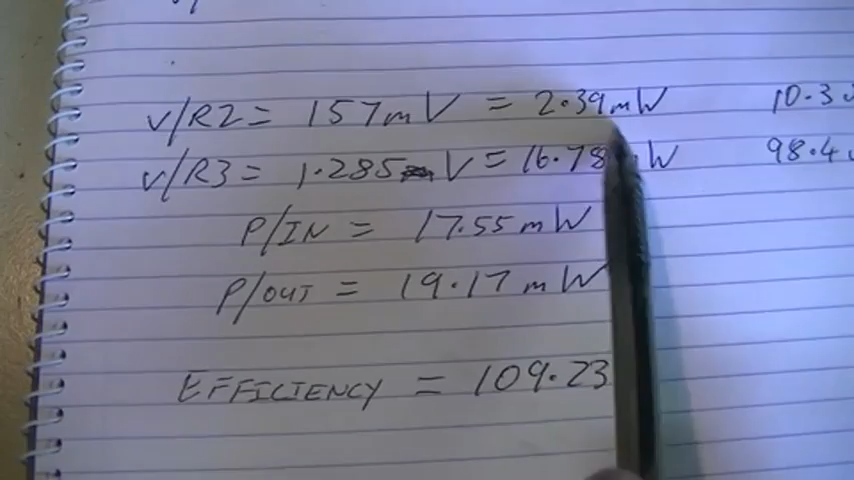 V/R2 = 157mV = 2.39mW 10.3
V/R3 = 1.285 V = 16.78 W 98.4
P/IN = 17.55mW
P/OUT = 19.17mW
EFFICIENCY = 109.23